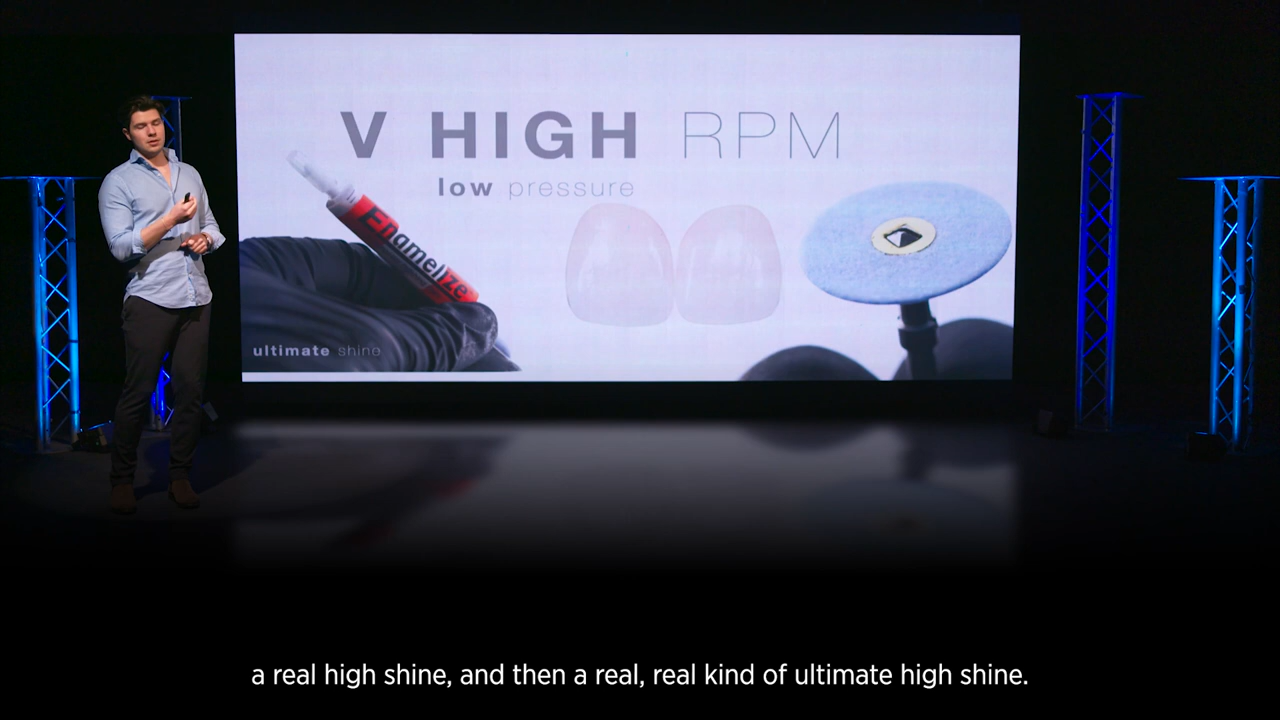 V HIGH RPM
low pressure
Enamelize
ultimate shine
a real high shine, and then a real, real kind of ultimate high shine.